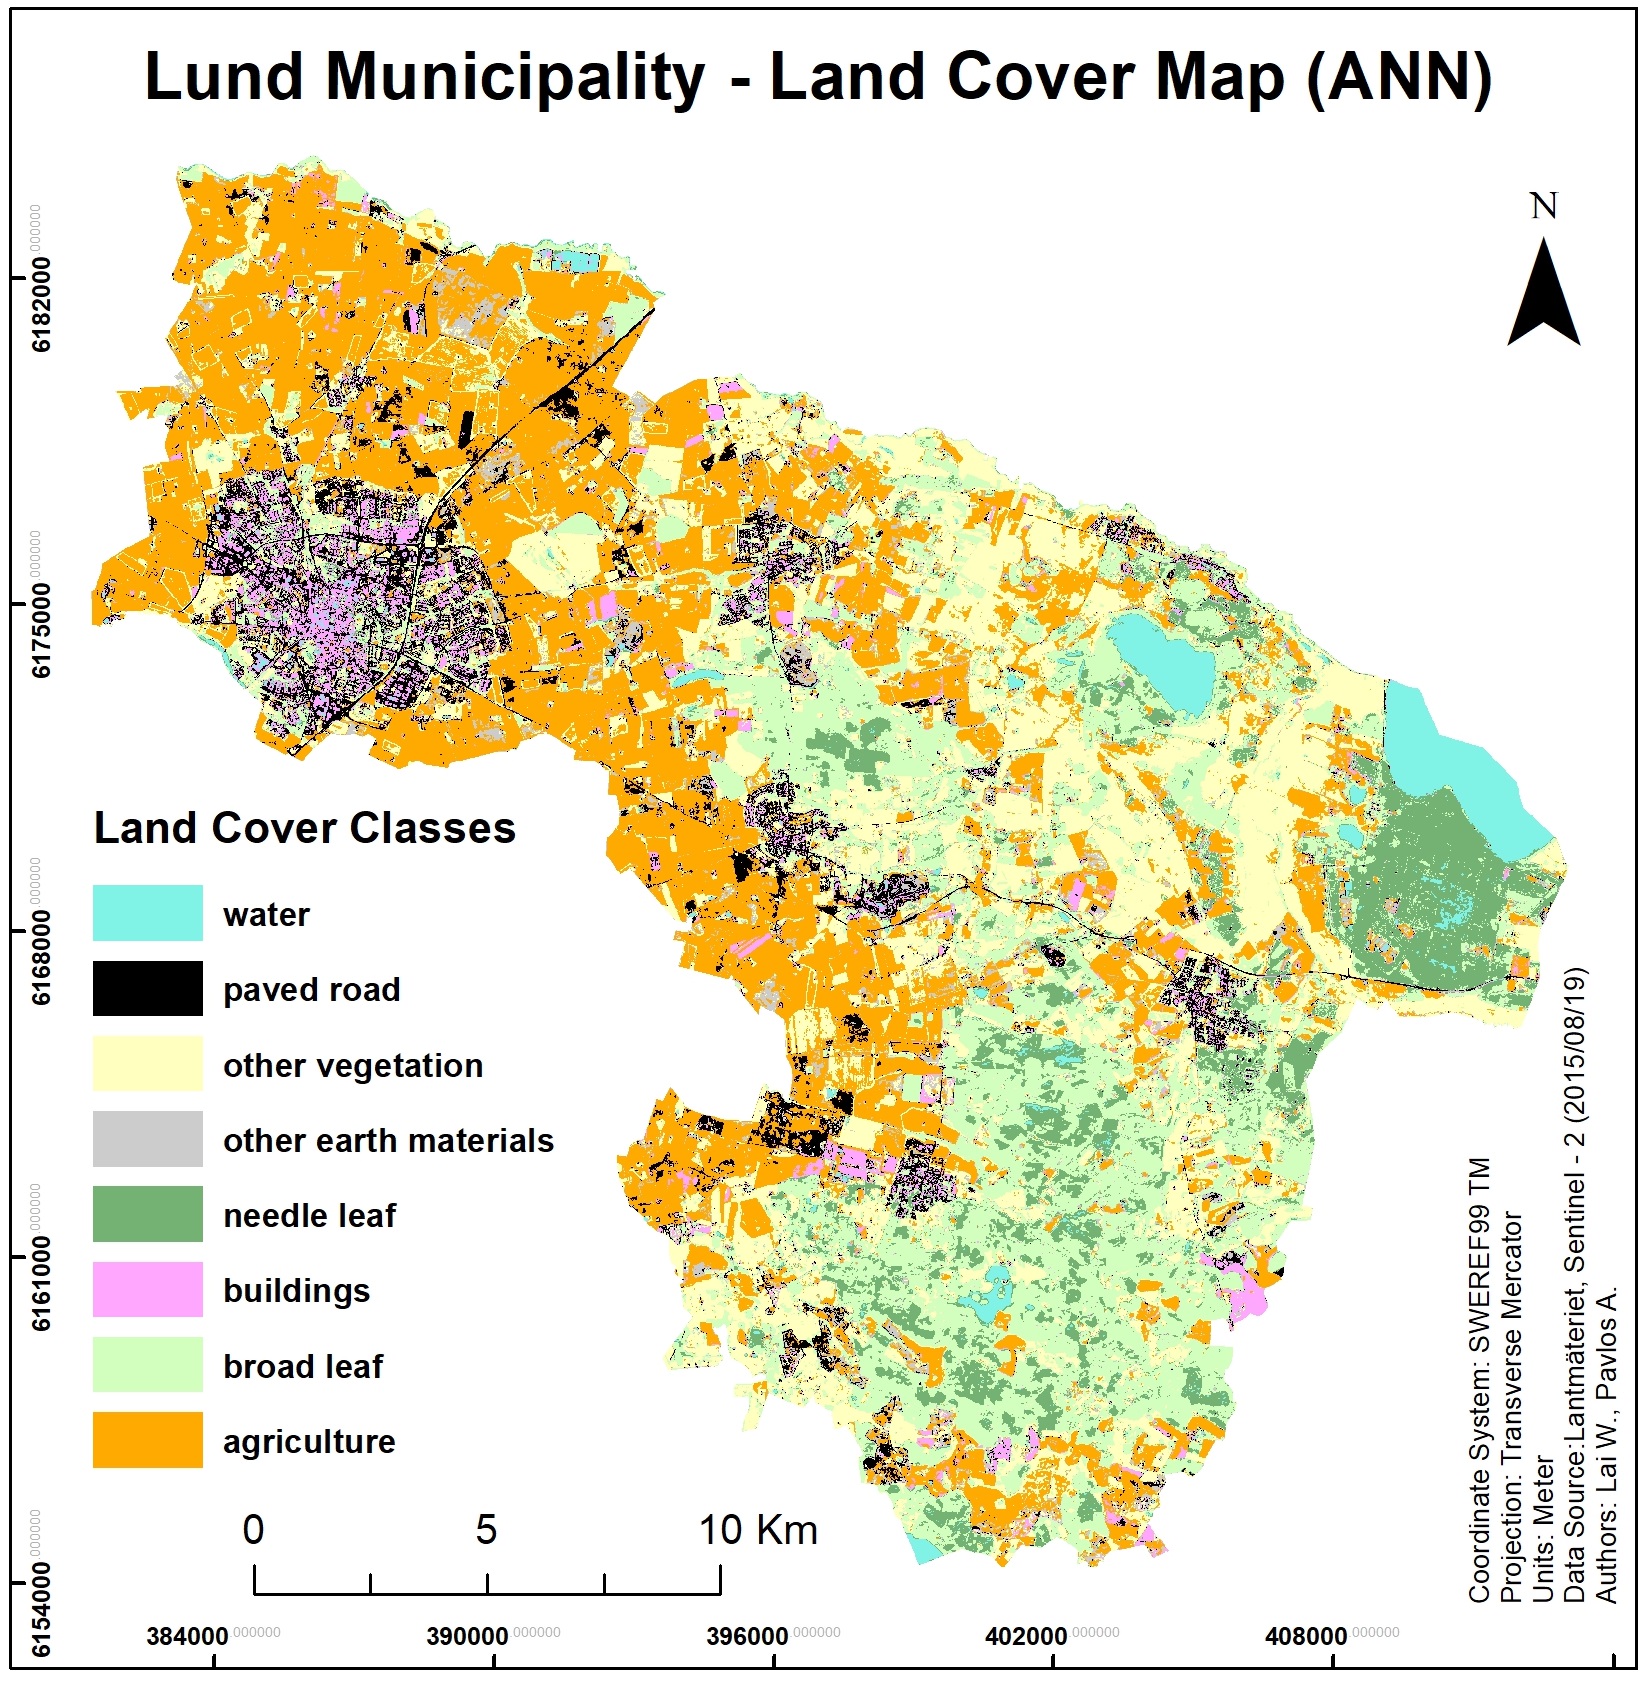 Lund Municipality - Land Cover Map (ANN)
N
6182000.000000
6175000.000000
6168000.000000
6161000.000000
6154000.000000
Land Cover Classes
water
paved road
other vegetation
other earth materials
needle leaf
buildings
broad leaf
agriculture
0 5 10 Km
384000.000000 390000.000000 396000.000000 402000.000000 408000.000000
Coordinate System: SWEREF99 TM
Projection: Transverse Mercator
Units: Meter
Data Source:Lantmäteriet, Sentinel - 2 (2015/08/19)
Authors: Lai W., Pavlos A.